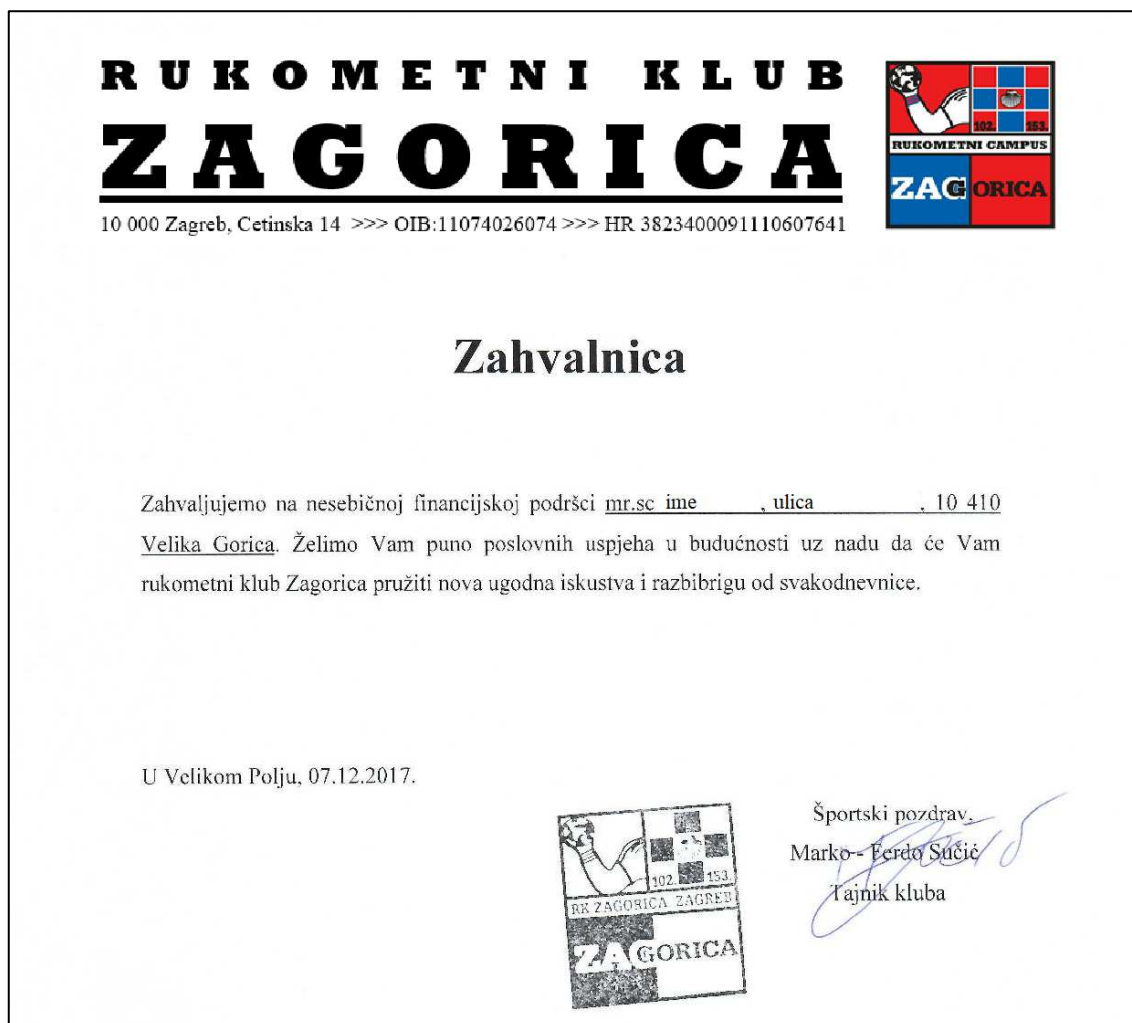 RUKOMETNI KLUB
ZAGORICA
10 000 Zagreb, Cetinska 14 >>> OIB:11074026074 >>> HR 3823400091110607641
102. 153.
RUKOMETNI CAMPUS
ZAGORICA
Zahvalnica
Zahvaljujemo na nesebičnoj financijskoj podršci mr.sc ime , ulica , 10 410
Velika Gorica. Želimo Vam puno poslovnih uspjeha u budućnosti uz nadu da će Vam
rukometni klub Zagorica pružiti nova ugodna iskustva i razbibrigu od svakodnevnice.
U Velikom Polju, 07.12.2017.
Športski pozdrav,
Marko - Ferdo Sučić
Tajnik kluba
102. 153.
RK ZAGORICA ZAGREB
ZAGORICA